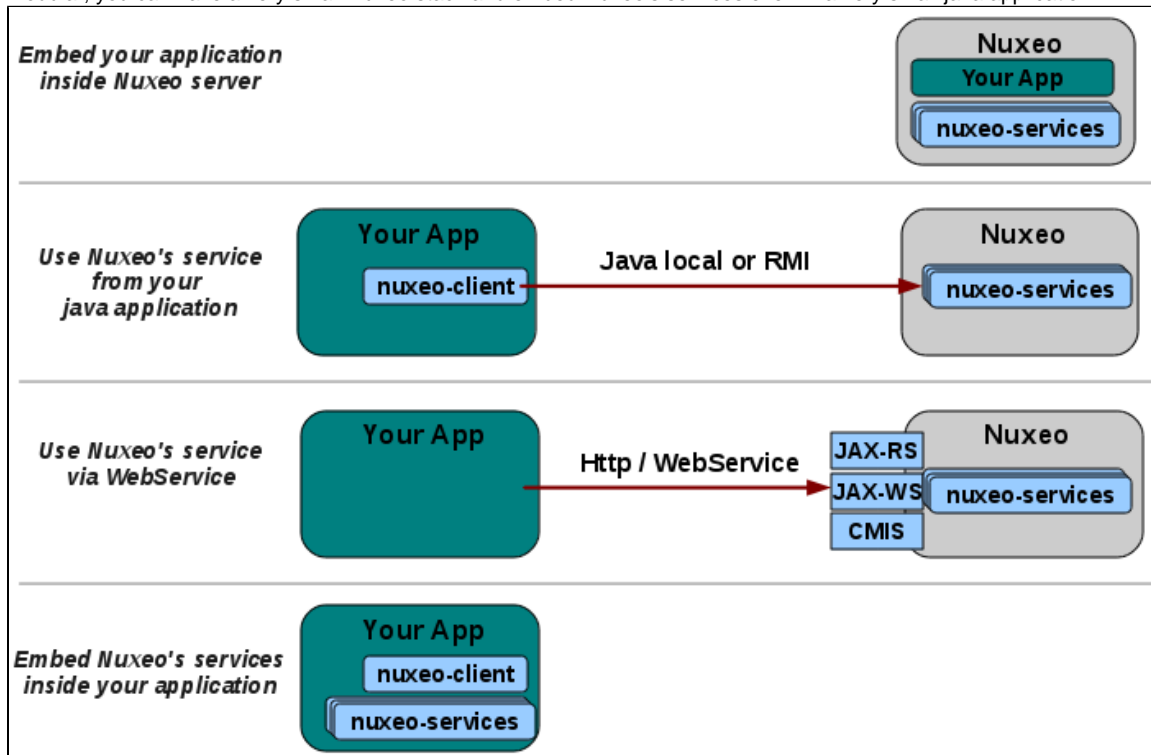 Embed your application
inside Nuxeo server
Nuxeo
Your App
nuxeo-services
Use Nuxeo's service
from your
java application
Your App
nuxeo-client
Java local or RMI
Nuxeo
nuxeo-services
Use Nuxeo's service
via WebService
Your App
Http / WebService
JAX-RS
JAX-WS
CMIS
Nuxeo
nuxeo-services
Embed Nuxeo's services
inside your application
Your App
nuxeo-client
nuxeo-services